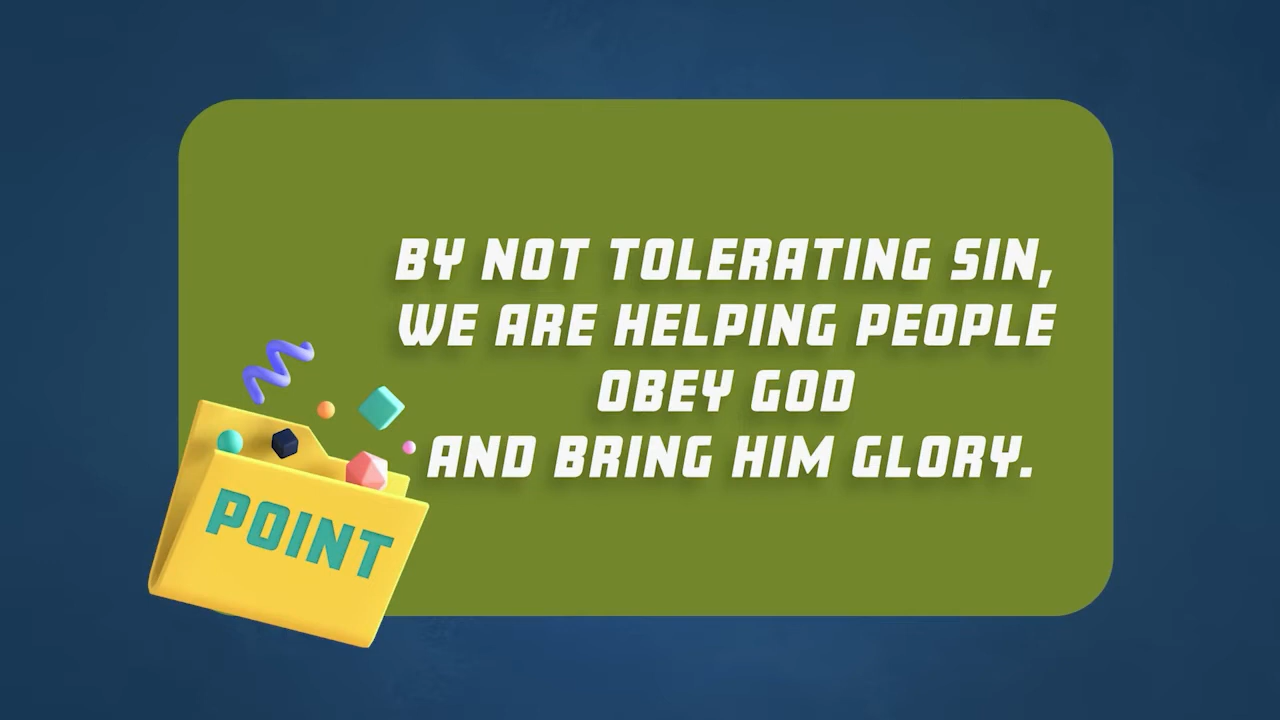 BY NOT TOLERATING SIN,
WE ARE HELPING PEOPLE
OBEY GOD
AND BRING HIM GLORY.
POINT